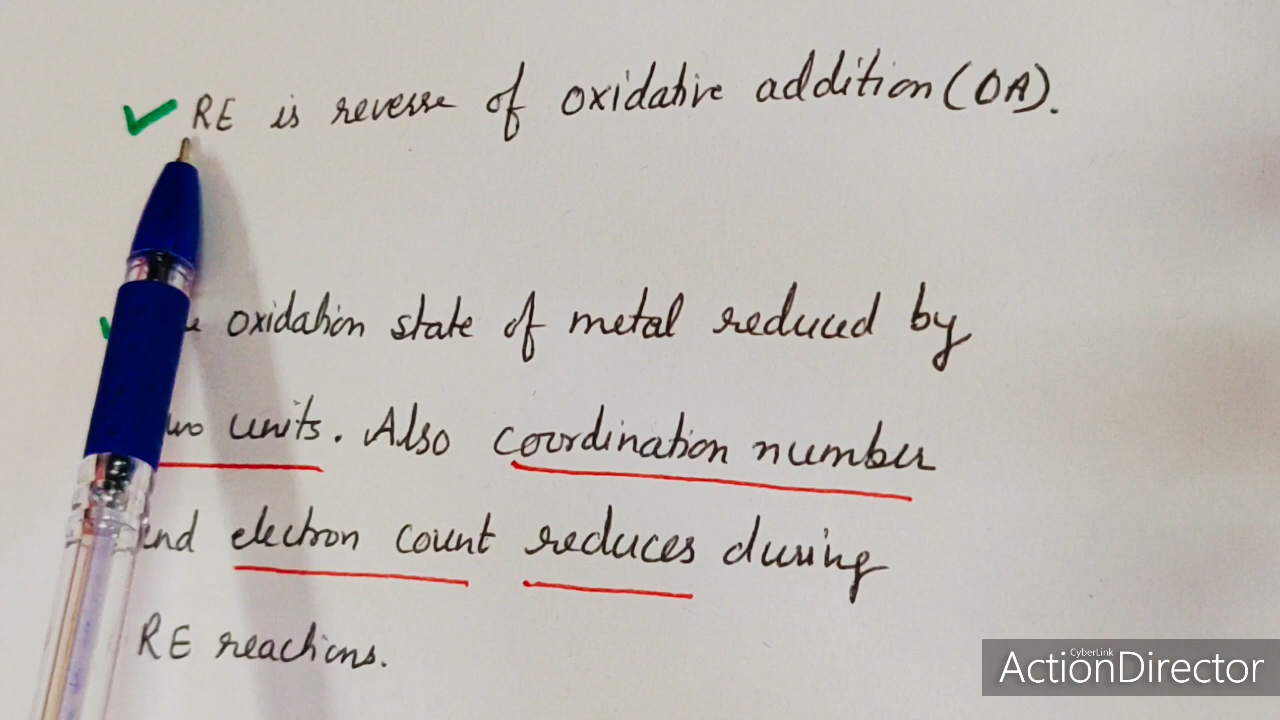 RE is reverse of oxidative addition (OA).
oxidation state of metal reduced by
units. Also coordination number
and electron count reduces during
RE reactions.
CyberLink
ActionDirector